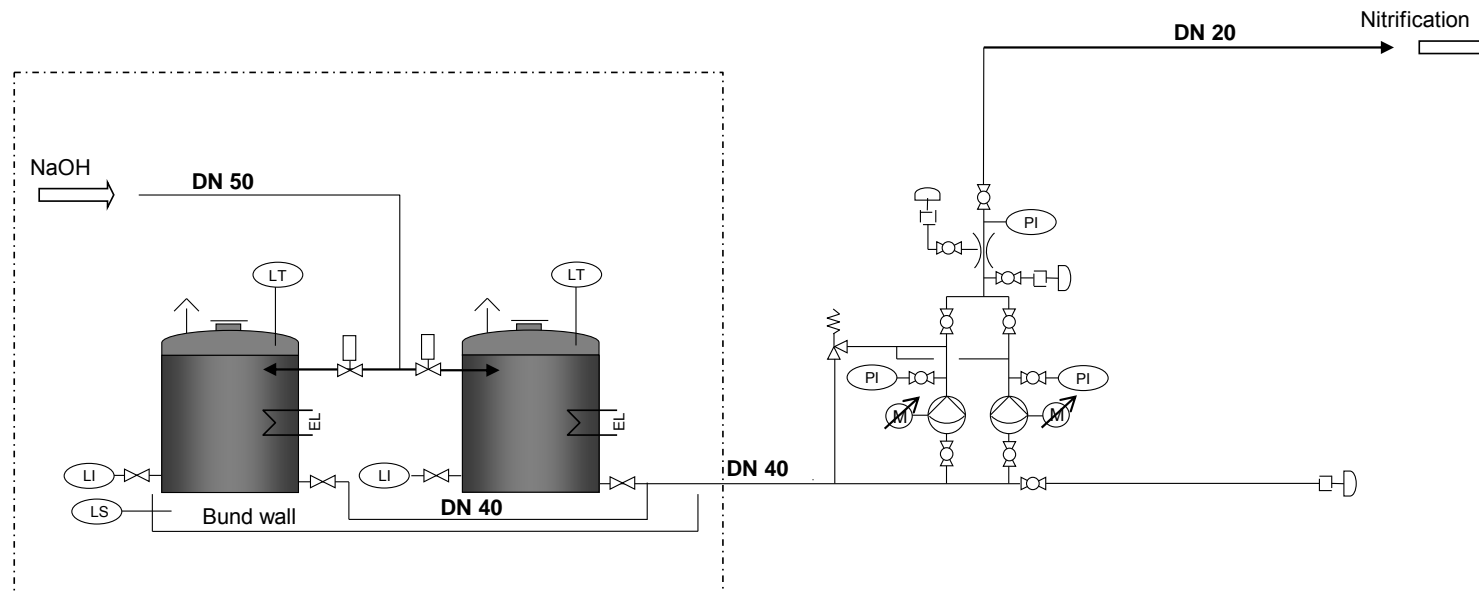 Nitrification
DN 20
NaOH
DN 50
PI
LT
LT
PI
PI
M
M
EL
EL
LI
LI
DN 40
LS
Bund wall
DN 40